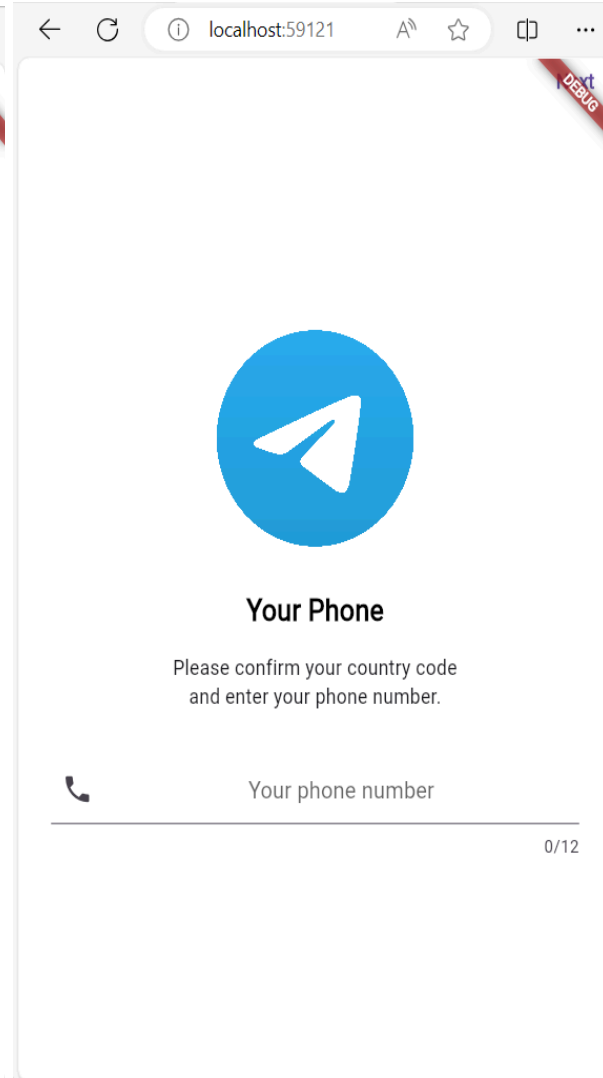 localhost:59121
Next
DEBUG
Your Phone
Please confirm your country code
and enter your phone number.
Your phone number
0/12